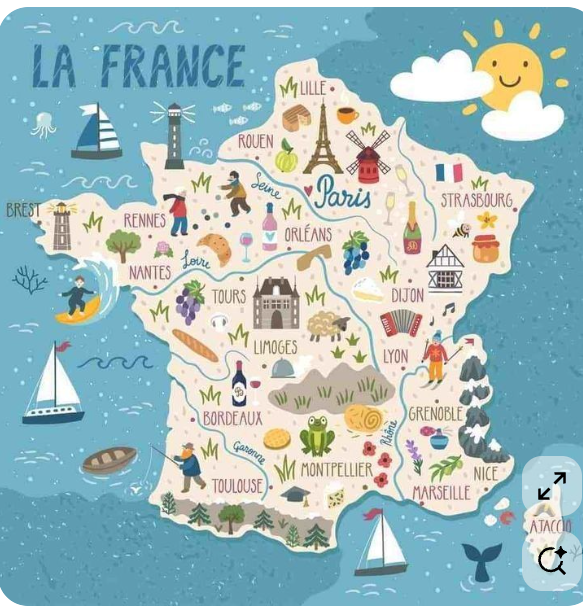 LA FRANCE
LILLE
ROUEN
Seine
Paris
STRASBOURG
BREST
RENNES
ORLÉANS
NANTES
Loire
TOURS
DIJON
LIMOGES
LYON
BORDEAUX
GRENOBLE
Rhône
Garonne
MONTPELLIER
NICE
TOULOUSE
MARSEILLE
ATACCIO